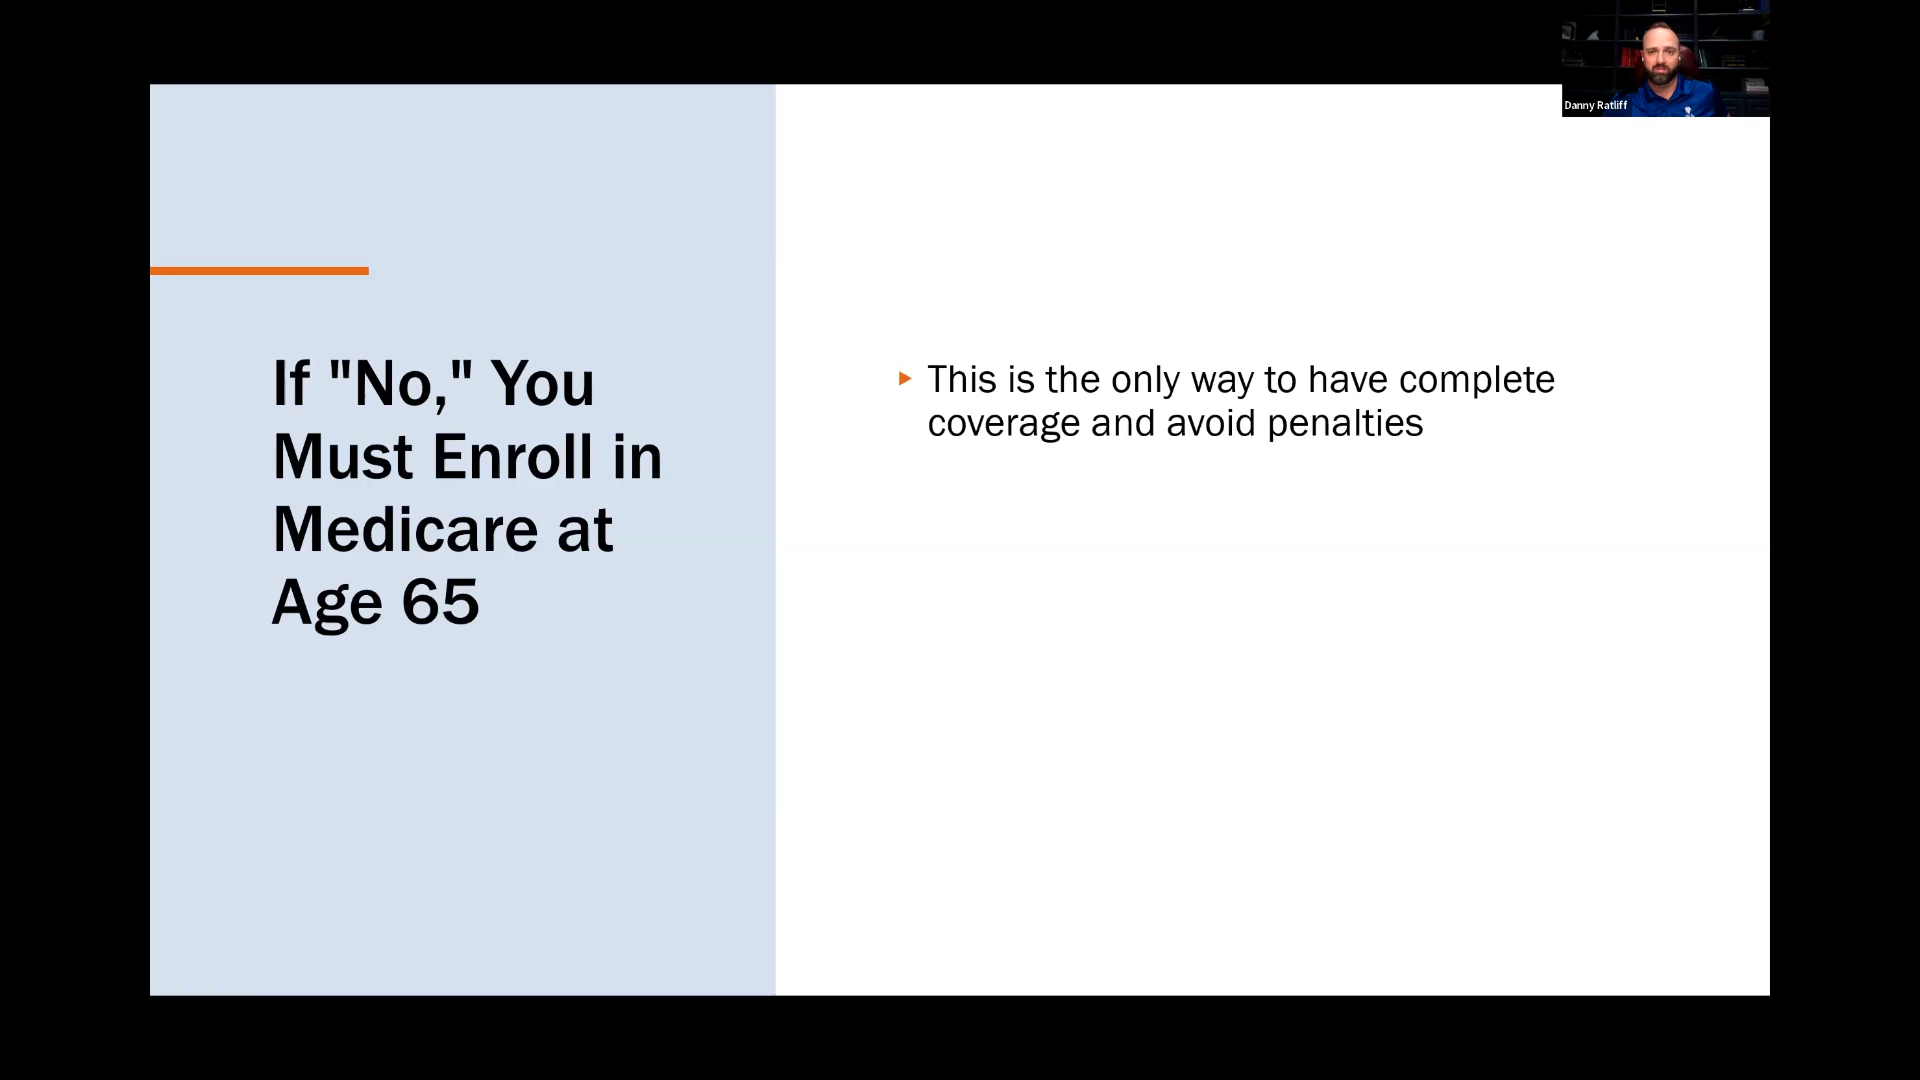 Danny Ratliff
If "No," You
Must Enroll in
Medicare at
Age 65
This is the only way to have complete
coverage and avoid penalties